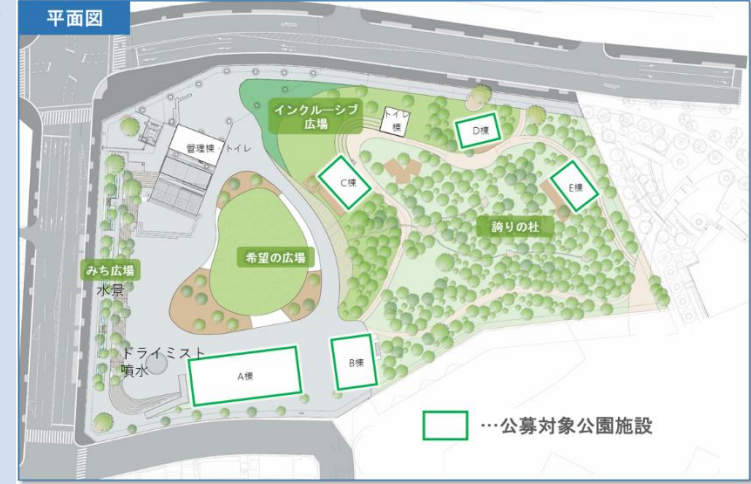 平面図
インクルーシブ
広場
トイレ
棟
D棟
管理棟・トイレ
C棟
E棟
誇りの杜
希望の広場
みち広場
水景
ドライミスト
噴水
A棟
B棟
…公募対象公園施設